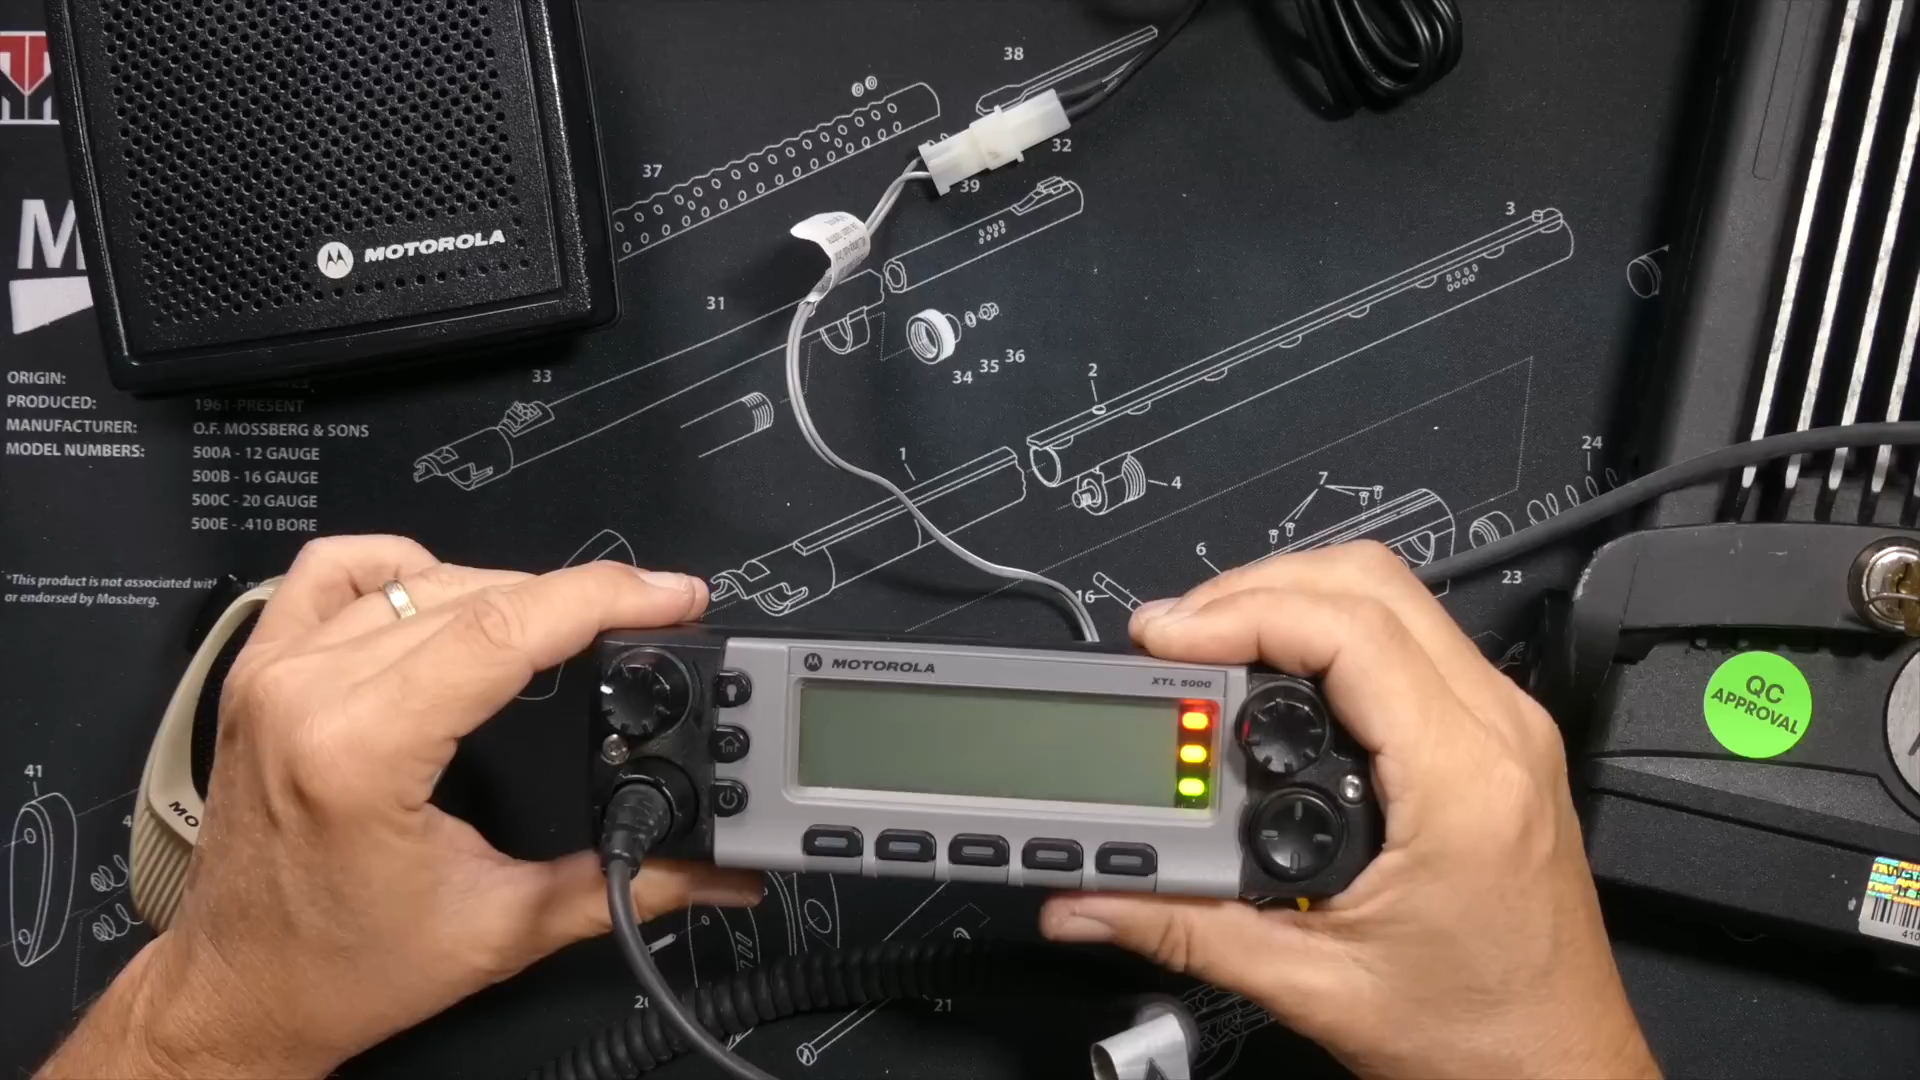 MOTOROLA
38
37
32
39
3
31
34
35
36
33
2
ORIGIN:
PRODUCED:
1961-PRESENT
MANUFACTURER:
O.F. MOSSBERG & SONS
MODEL NUMBERS:
500A - 12 GAUGE
500B - 16 GAUGE
500C - 20 GAUGE
500E - .410 BORE
1
4
7
24
6
23
16
*This product is not associated with
or endorsed by Mossberg.
MOTOROLA
XTL 5000
QC
APPROVAL
41
MO
21
410